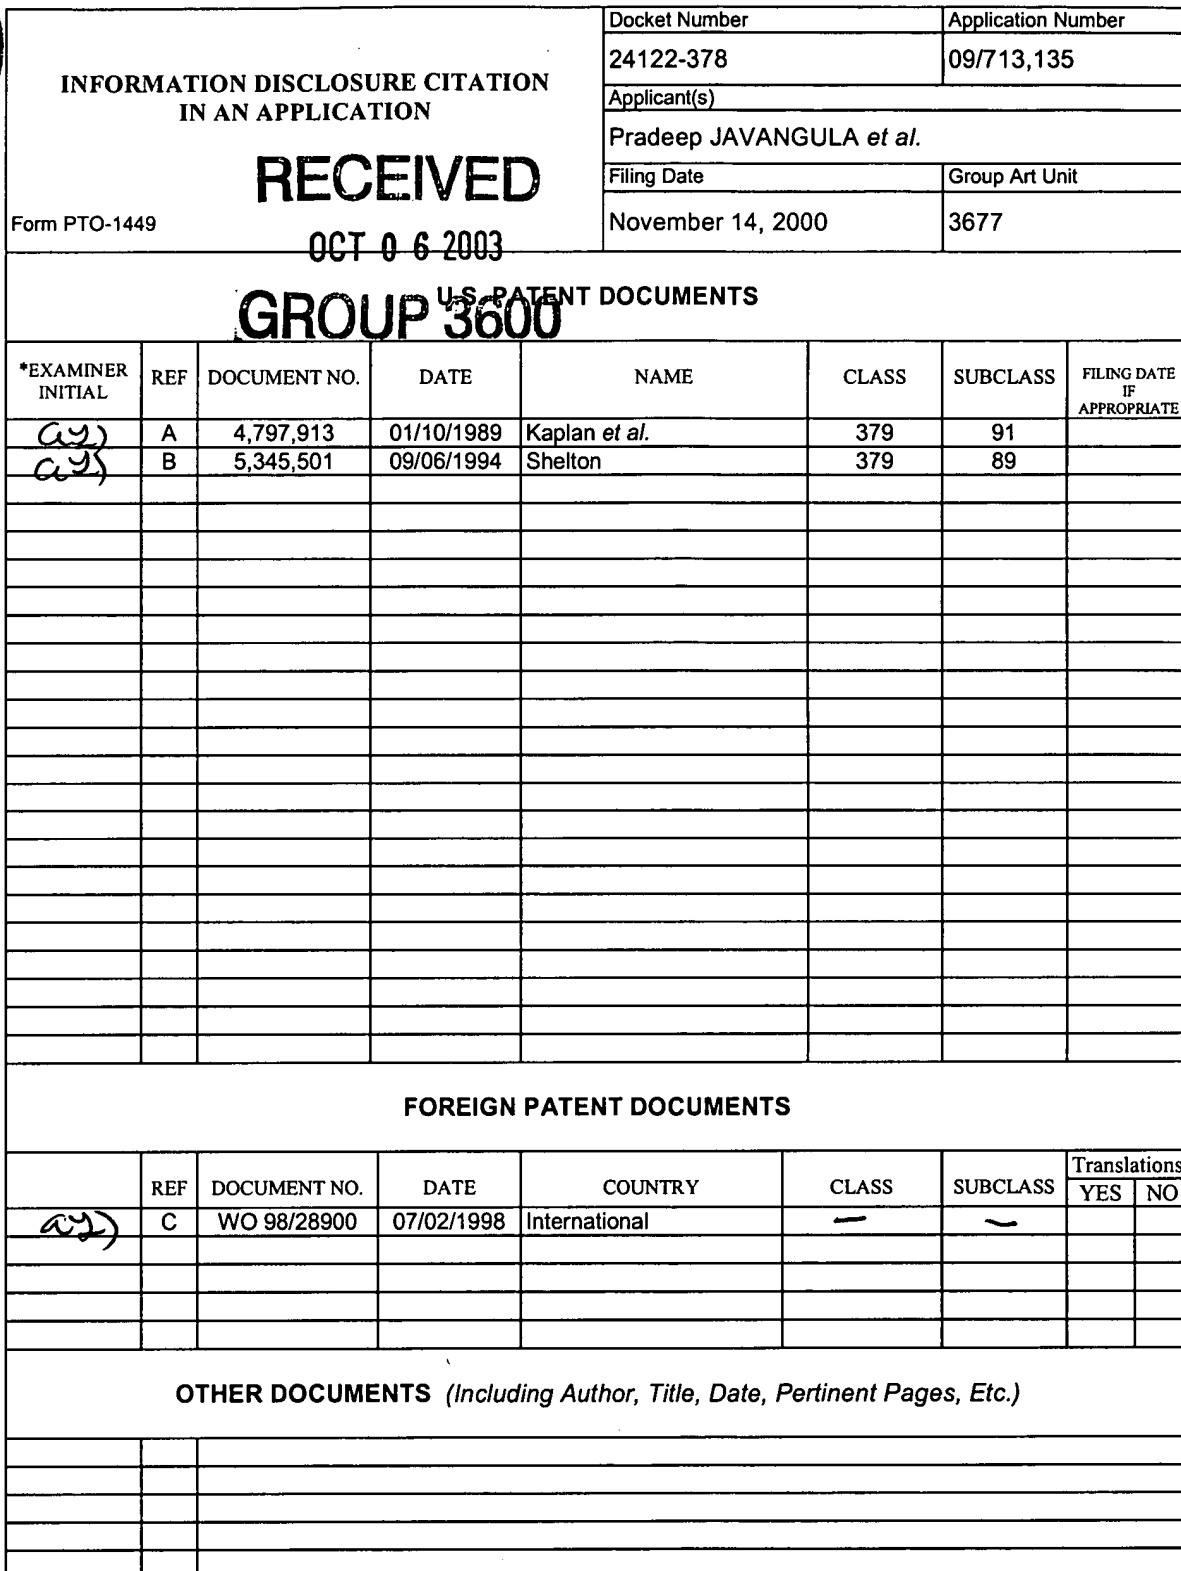 INFORMATION DISCLOSURE CITATION
IN AN APPLICATION
RECEIVED
OCT 0 6 2003
GROUP 3600
Form PTO-1449
Docket Number
24122-378
Application Number
09/713,135
Applicant(s)
Pradeep JAVANGULA et al.
Filing Date
November 14, 2000
Group Art Unit
3677
U.S. PATENT DOCUMENTS
*EXAMINER INITIAL REF DOCUMENT NO. DATE NAME CLASS SUBCLASS FILING DATE IF APPROPRIATE
A 4,797,913 01/10/1989 Kaplan et al. 379 91
B 5,345,501 09/06/1994 Shelton 379 89
FOREIGN PATENT DOCUMENTS
REF DOCUMENT NO. DATE COUNTRY CLASS SUBCLASS Translations YES NO
C WO 98/28900 07/02/1998 International — —
OTHER DOCUMENTS (Including Author, Title, Date, Pertinent Pages, Etc.)